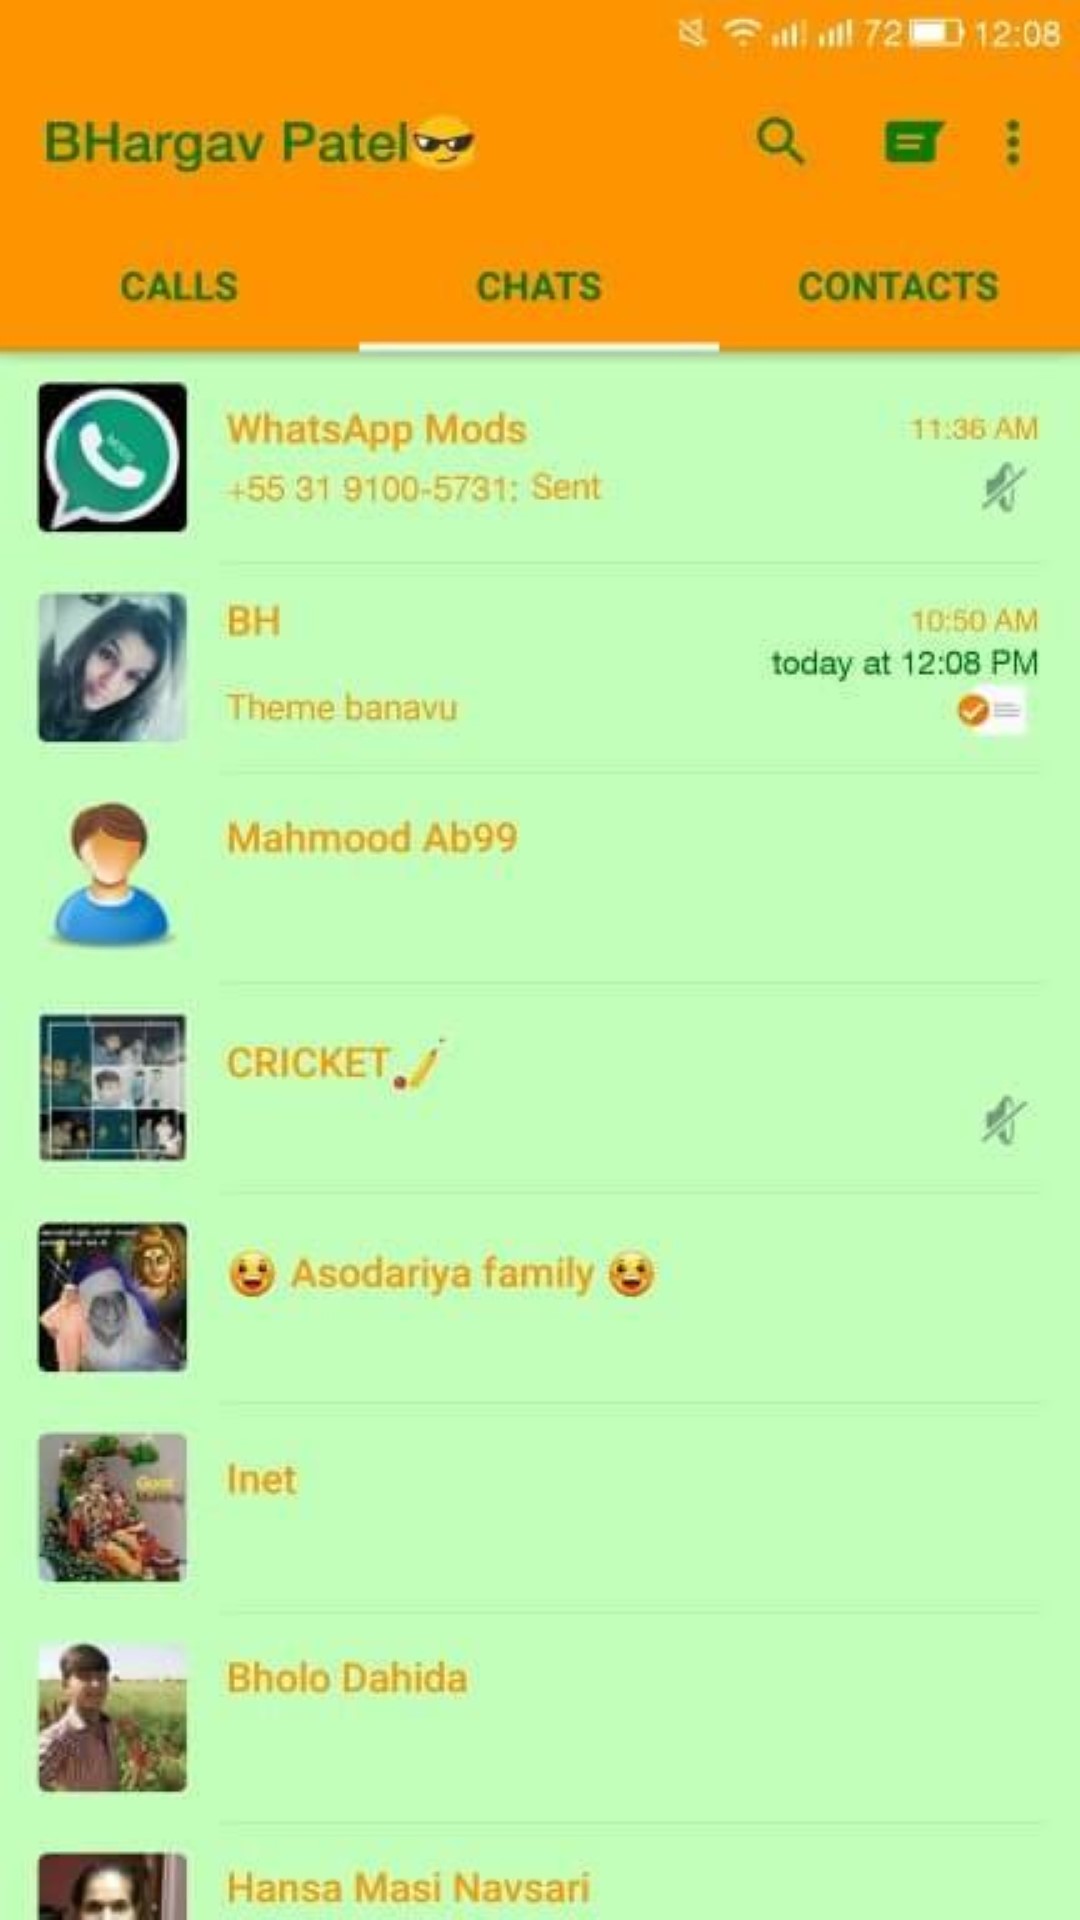 72 12:08
BHargav Patel😎
CALLS CHATS CONTACTS
WhatsApp Mods 11:36 AM
+55 31 9100-5731: Sent
BH 10:50 AM
today at 12:08 PM
Theme banavu
Mahmood Ab99
CRICKET🏏
😃 Asodariya family 😃
Inet
Good
Morning
Bholo Dahida
Hansa Masi Navsari